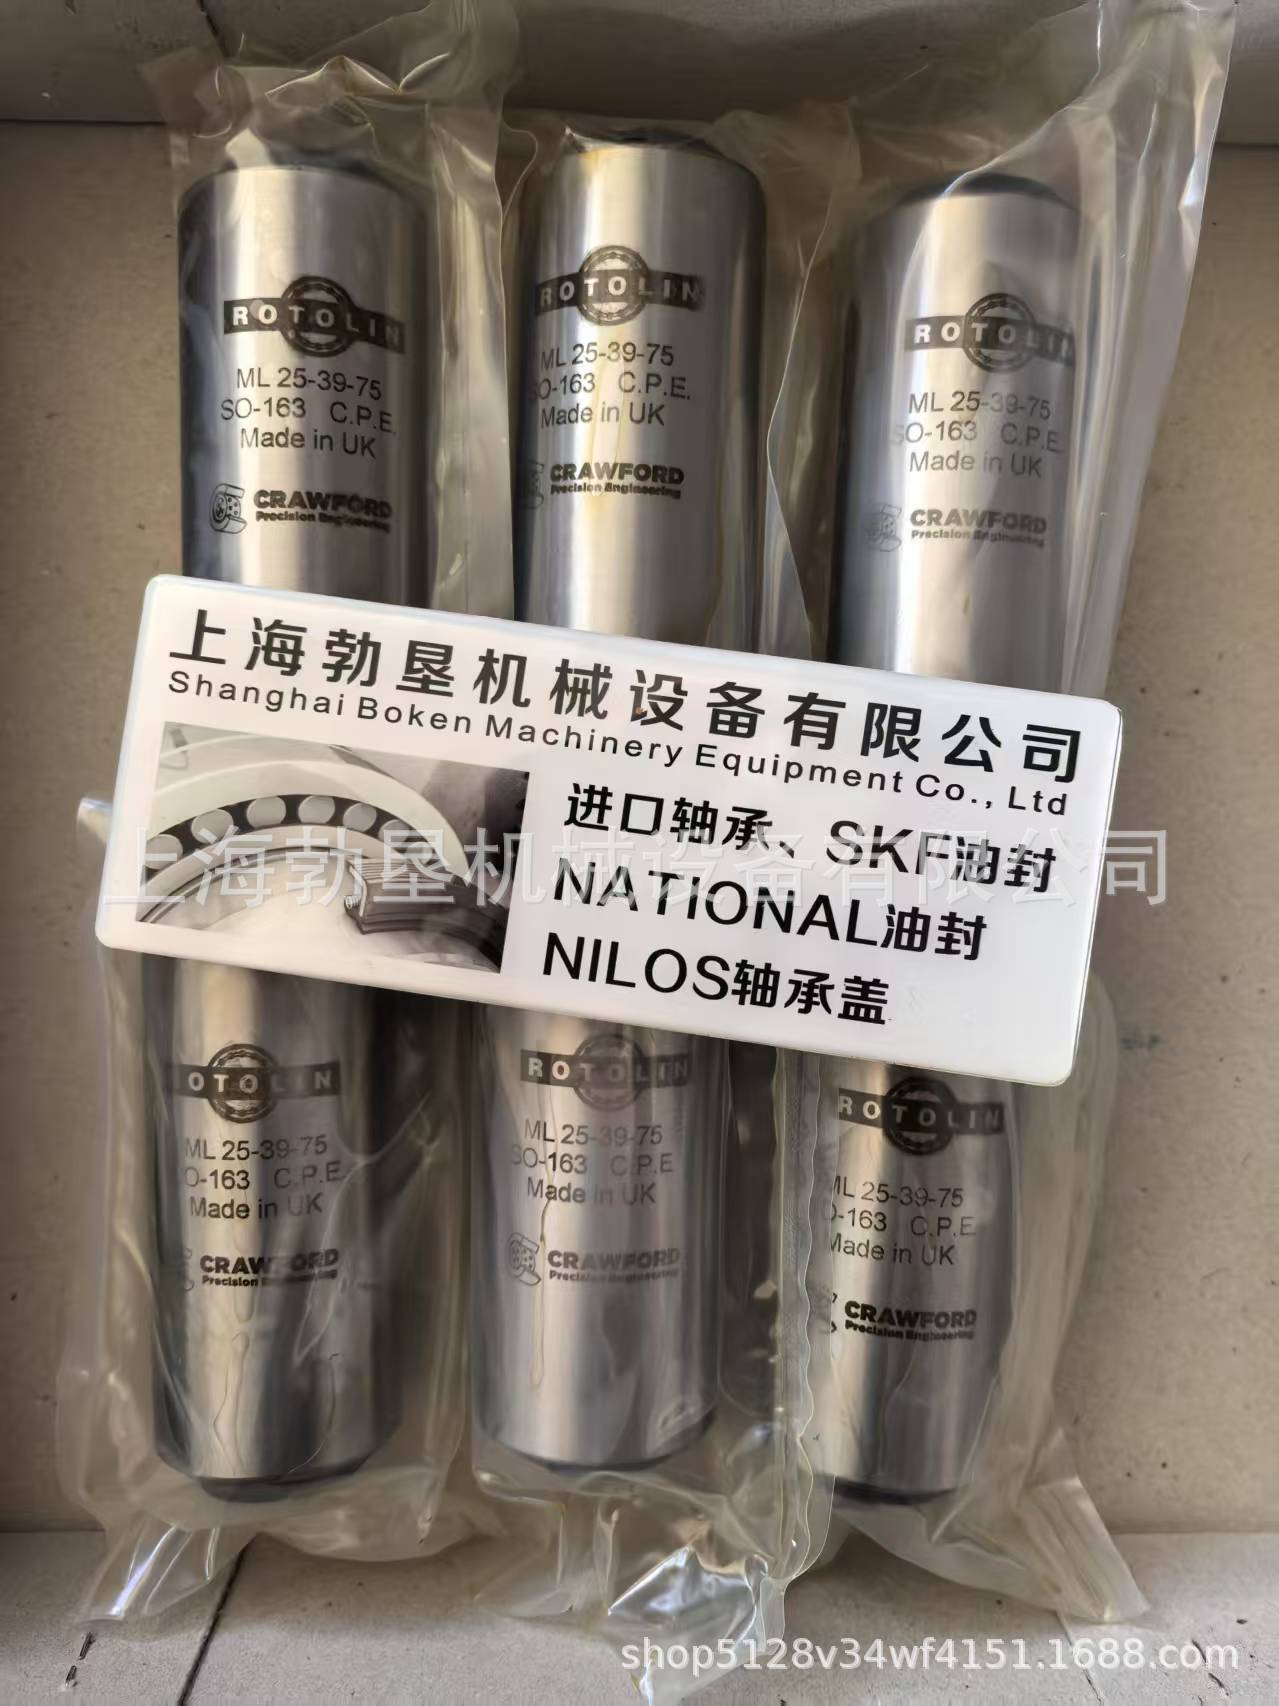 ROTOLIN
ML 25-39-75
SO-163 C.P.E.
Made in UK
CRAWFORD
Precision Engineering
ROTOLIN
ML 25-39-75
SO-163 C.P.E.
Made in UK
CRAWFORD
Precision Engineering
ROTOLIN
ML 25-39-75
SO-163 C.P.E.
Made in UK
CRAWFORD
Precision Engineering
上海勃垦机械设备有限公司
Shanghai Boken Machinery Equipment Co., Ltd
进口轴承、SKF油封
NATIONAL油封
NILOS轴承盖
上海勃垦机械设备有限公司
OTOLIN
ML 25-39-75
O-163 C.P.E
Made in UK
CRAWFORD
Precision Engineering
ROTOLIN
ML 25-39-75
SO-163 C.P.E
Made in UK
CRAWFORD
Precision Engineering
ROTOLIN
ML 25-39-75
O-163 C.P.E
Made in UK
CRAWFORD
Precision Engineering
shop5128v34wf4151.1688.com